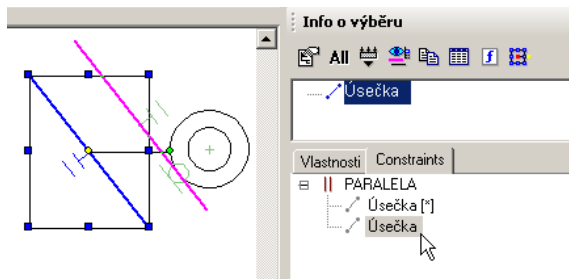 Info o výběru
All
f
Úsečka
Vlastnosti Constraints
PARALELA
Úsečka [*]
Úsečka